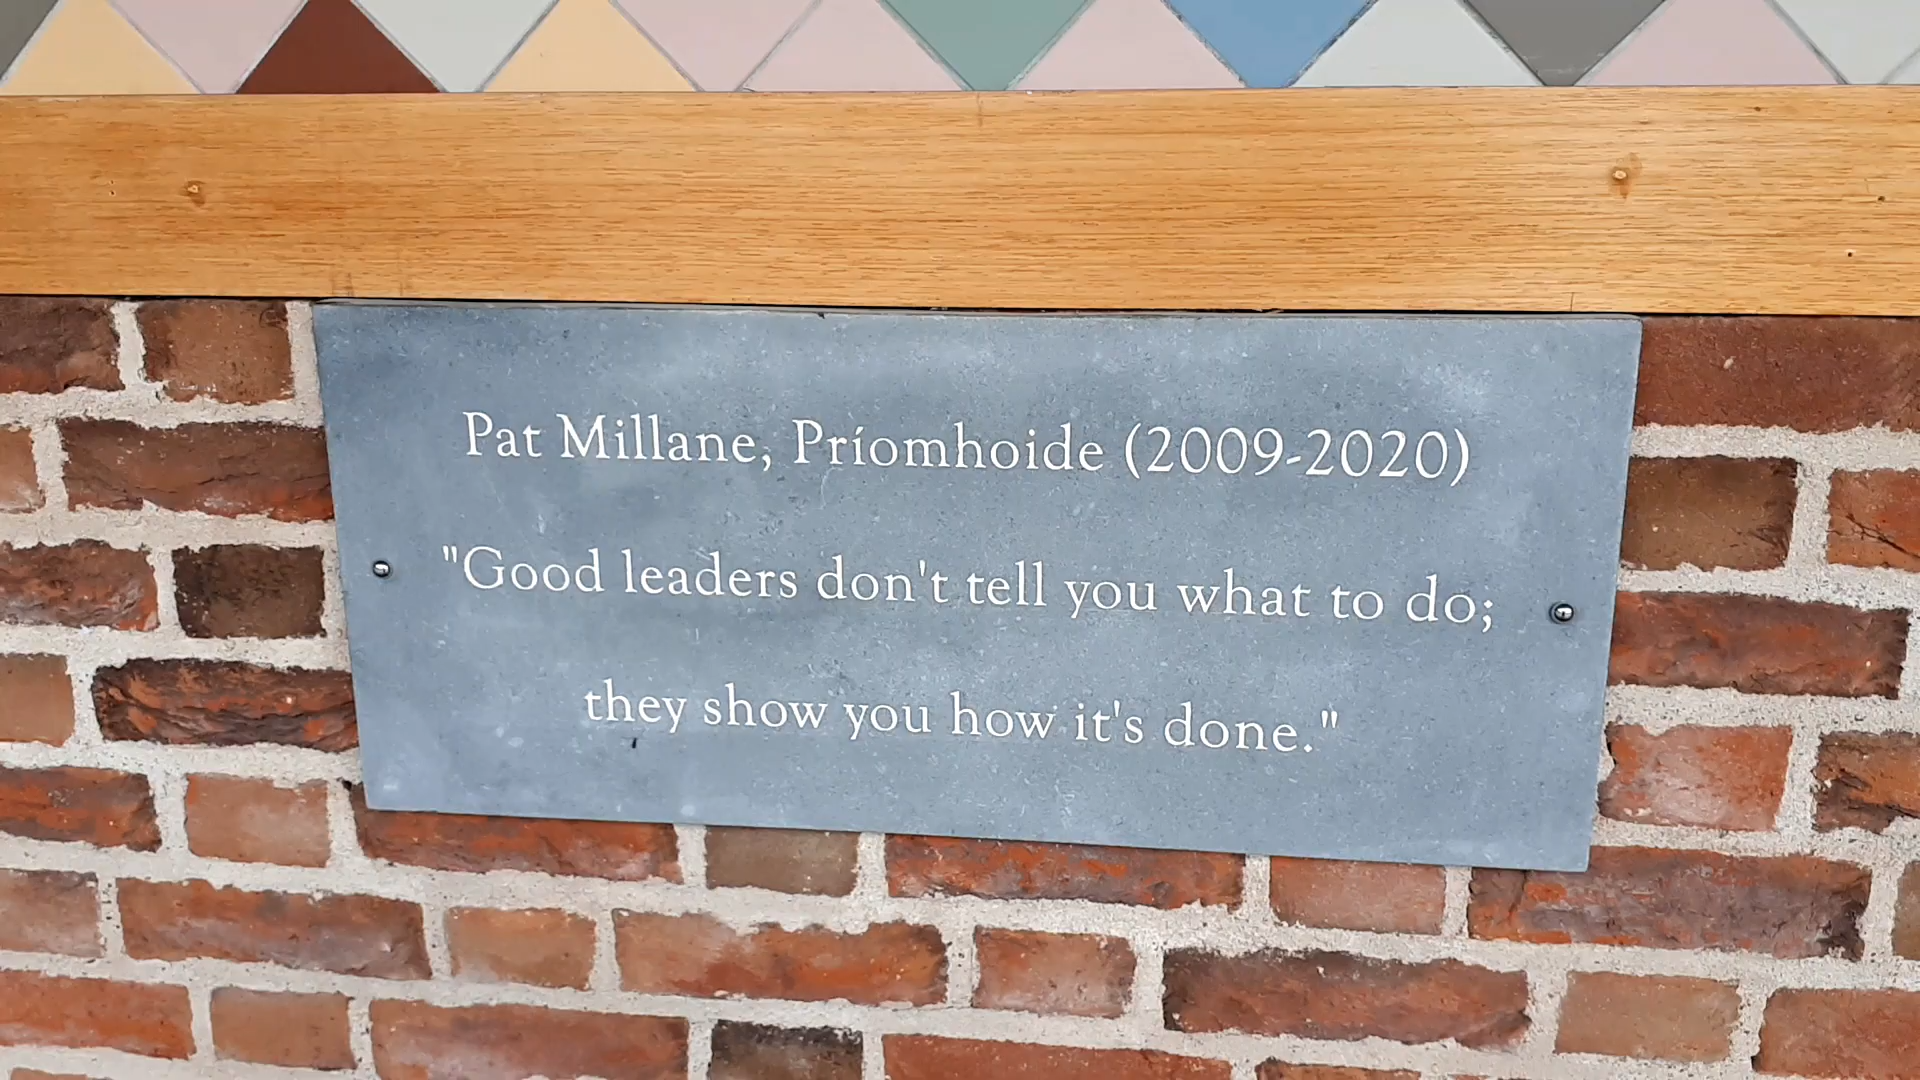 Pat Millane, Príomhoide (2009-2020)
"Good leaders don't tell you what to do;
they show you how it's done."